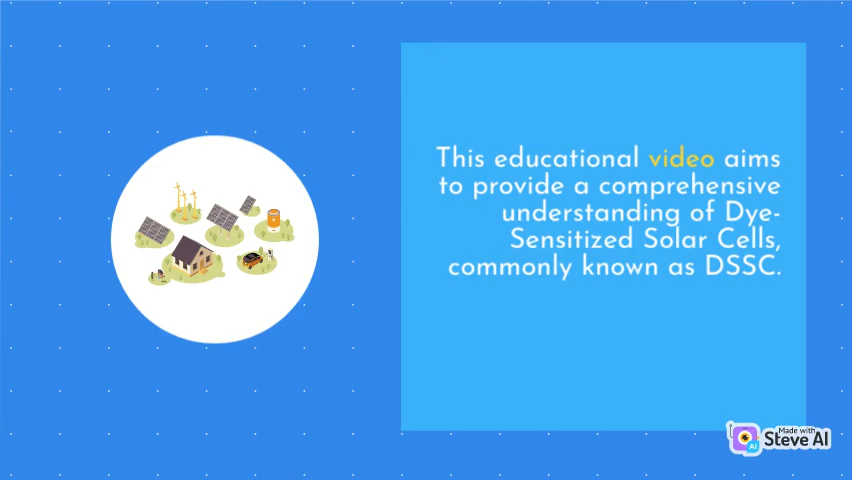 This educational video aims
to provide a comprehensive
understanding of Dye-
Sensitized Solar Cells,
commonly known as DSSC.
Made with
Steve AI
AI